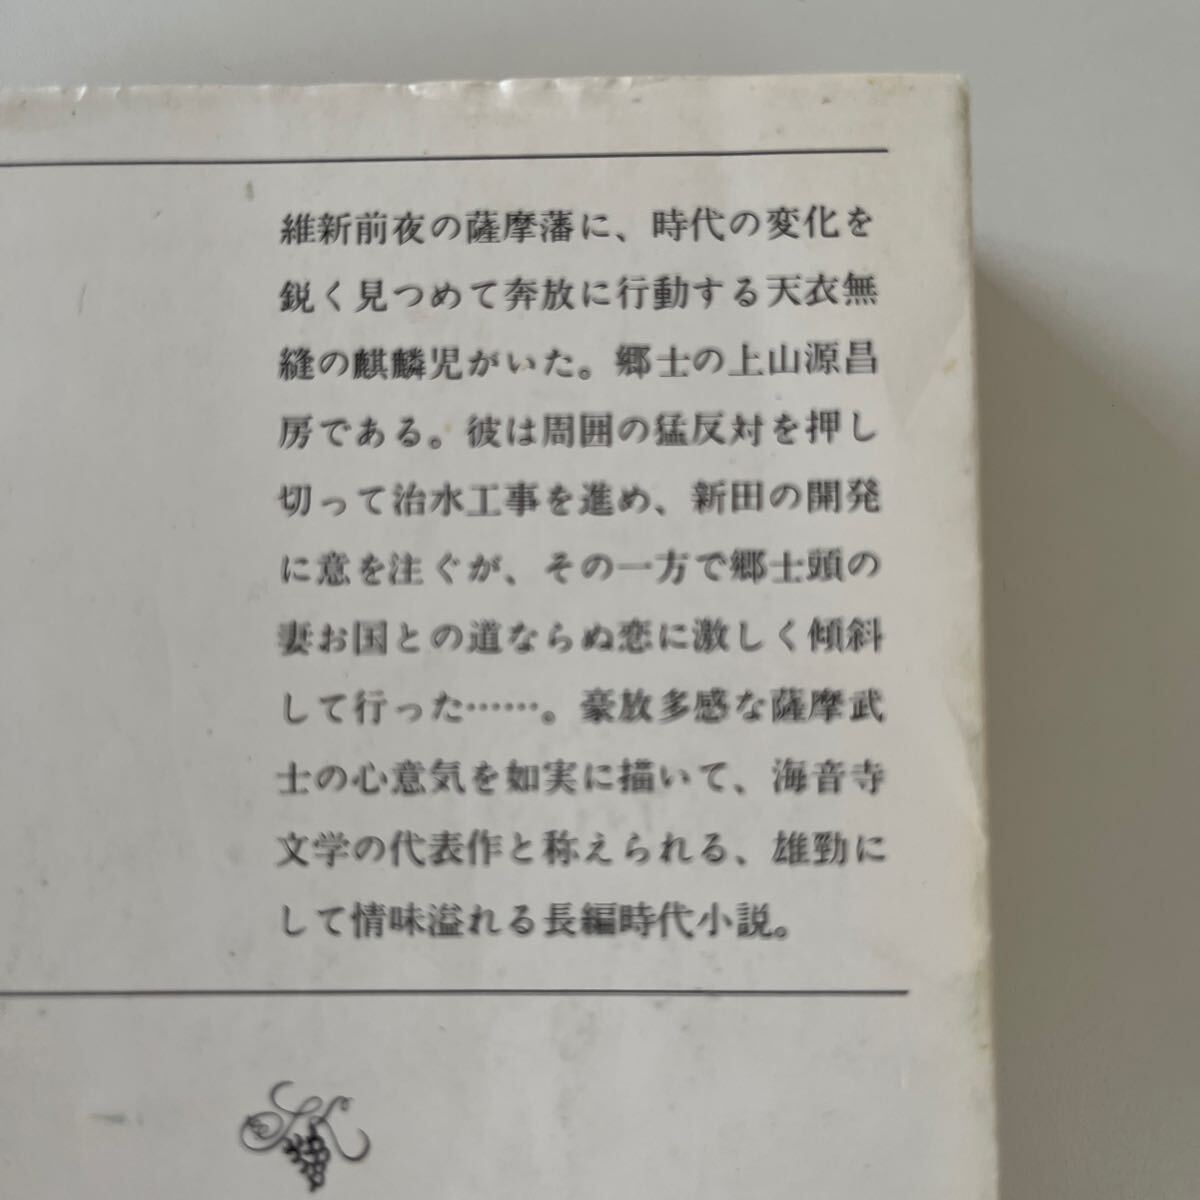 維新前夜の薩摩藩に、時代の変化を
鋭く見つめて奔放に行動する天衣無
縫の麒麟児がいた。郷士の上山源昌
房である。彼は周囲の猛反対を押し
切って治水工事を進め、新田の開発
に意を注ぐが、その一方で郷士頭の
妻お国との道ならぬ恋に激しく傾斜
して行った……。豪放多感な薩摩武
士の心意気を如実に描いて、海音寺
文学の代表作と称えられる、雄勁に
して情味溢れる長編時代小説。